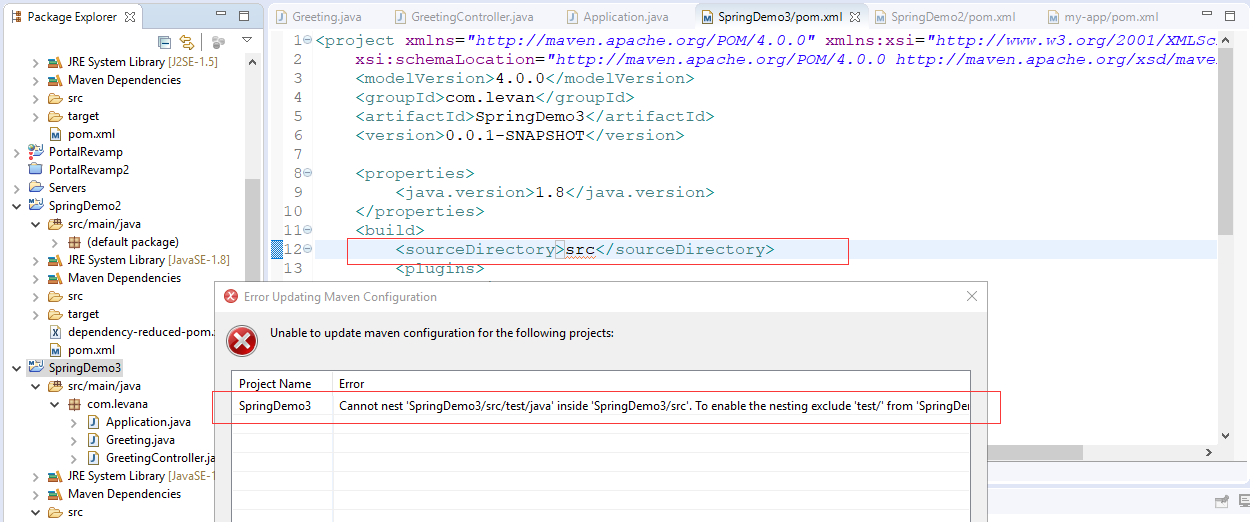 Package Explorer
Greeting.java
GreetingController.java
Application.java
SpringDemo3/pom.xml
SpringDemo2/pom.xml
my-app/pom.xml
JRE System Library [J2SE-1.5]
Maven Dependencies
src
target
pom.xml
PortalRevamp
PortalRevamp2
Servers
SpringDemo2
src/main/java
(default package)
JRE System Library [JavaSE-1.8]
Maven Dependencies
src
target
dependency-reduced-pom.
pom.xml
SpringDemo3
src/main/java
com.levana
Application.java
Greeting.java
GreetingController.ja
JRE System Library [JavaSE-1
Maven Dependencies
src
1 <project xmlns="http://maven.apache.org/POM/4.0.0" xmlns:xsi="http://www.w3.org/2001/XMLSc
2 xsi:schemaLocation="http://maven.apache.org/POM/4.0.0 http://maven.apache.org/xsd/mave
3 <modelVersion>4.0.0</modelVersion>
4 <groupId>com.levan</groupId>
5 <artifactId>SpringDemo3</artifactId>
6 <version>0.0.1-SNAPSHOT</version>
7
8 <properties>
9 <java.version>1.8</java.version>
10 </properties>
11 <build>
12 <sourceDirectory>src</sourceDirectory>
13 <plugins>
Error Updating Maven Configuration
Unable to update maven configuration for the following projects:
Project Name Error
SpringDemo3 Cannot nest 'SpringDemo3/src/test/java' inside 'SpringDemo3/src'. To enable the nesting exclude 'test/' from 'SpringDem